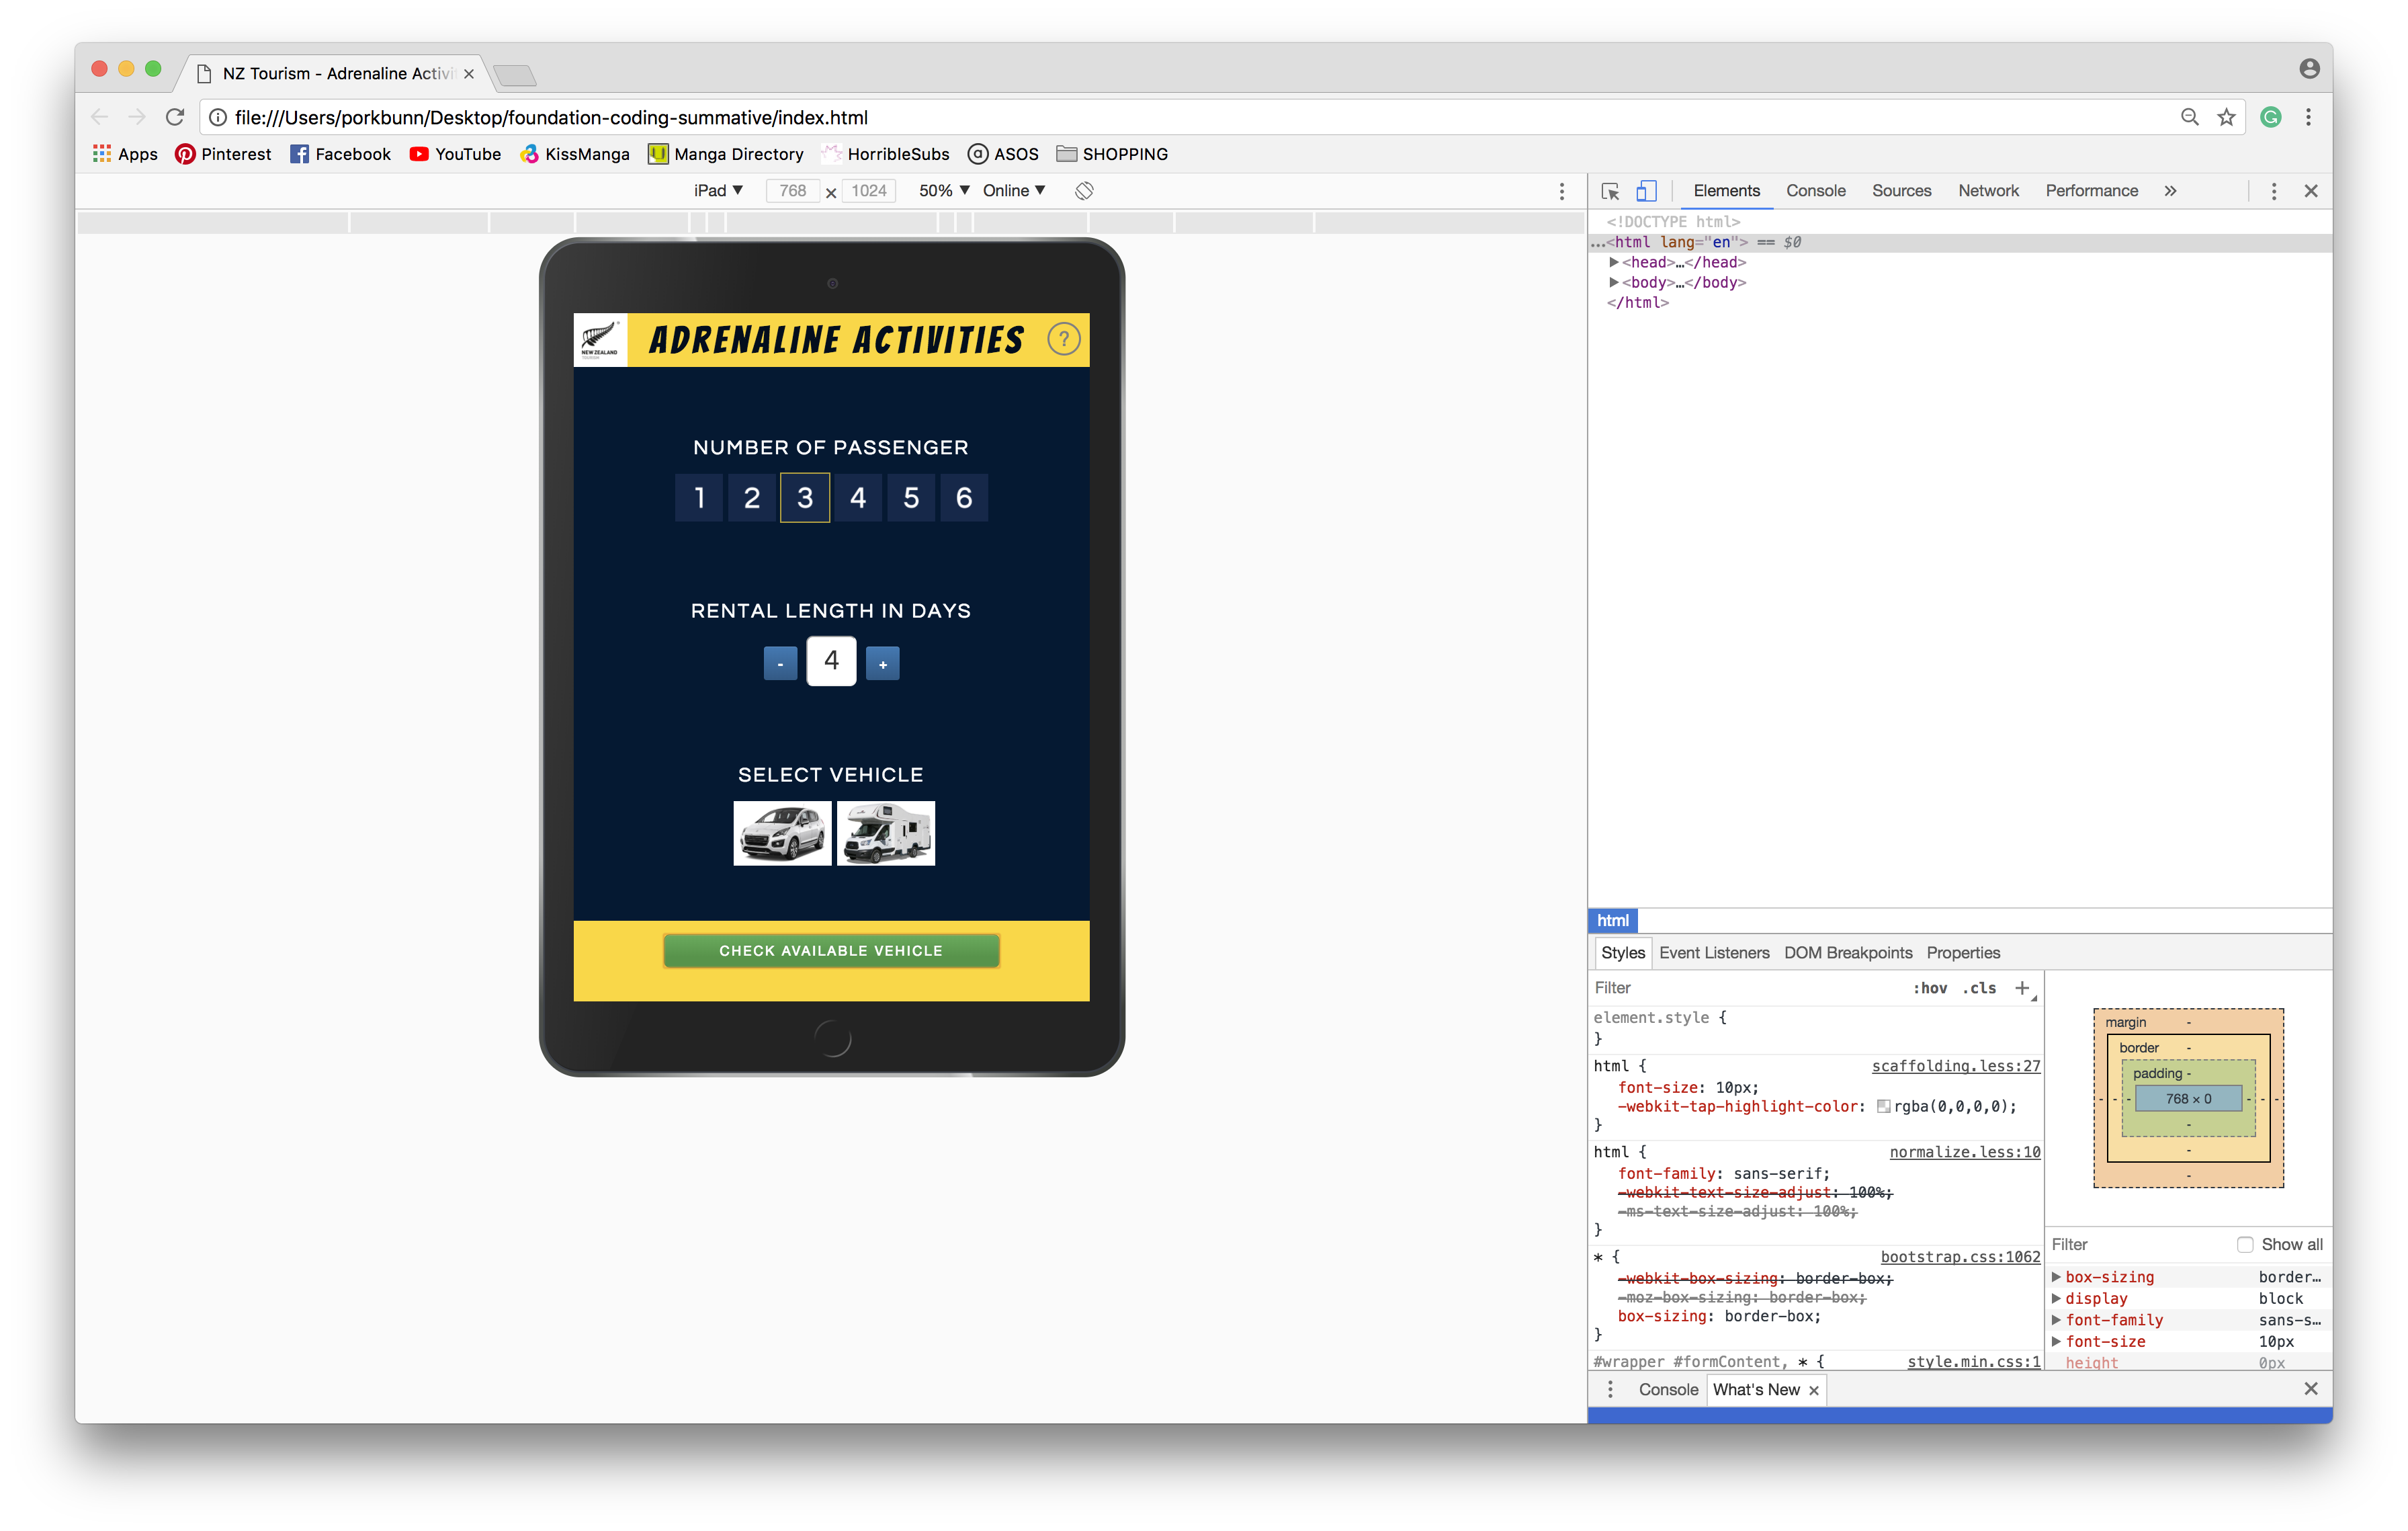 NZ Tourism - Adrenaline Activi
file:///Users/porkbunn/Desktop/foundation-coding-summative/index.html
Apps Pinterest Facebook YouTube KissManga Manga Directory HorribleSubs ASOS SHOPPING
iPad ▼ 768 × 1024 50% ▼ Online ▼
NEW ZEALAND
ADRENALINE ACTIVITIES ?
NUMBER OF PASSENGER
1 2 3 4 5 6
RENTAL LENGTH IN DAYS
- 4 +
SELECT VEHICLE
CHECK AVAILABLE VEHICLE
Elements Console Sources Network Performance »
<!DOCTYPE html>
...<html lang="en"> == $0
▶<head>…</head>
▶<body>…</body>
</html>
html
Styles Event Listeners DOM Breakpoints Properties
Filter :hov .cls +
element.style {
}
html { scaffolding.less:27
font-size: 10px;
-webkit-tap-highlight-color: rgba(0,0,0,0);
}
html { normalize.less:10
font-family: sans-serif;
-webkit-text-size-adjust: 100%;
-ms-text-size-adjust: 100%;
}
* { bootstrap.css:1062
-webkit-box-sizing: border-box;
-moz-box-sizing: border-box;
box-sizing: border-box;
}
#wrapper #formContent, * { style.min.css:1
margin -
border -
padding -
- - - 768 × 0 - - -
-
-
-
Filter Show all
▶ box-sizing border…
▶ display block
▶ font-family sans-s…
▶ font-size 10px
height 0px
Console What's New ×